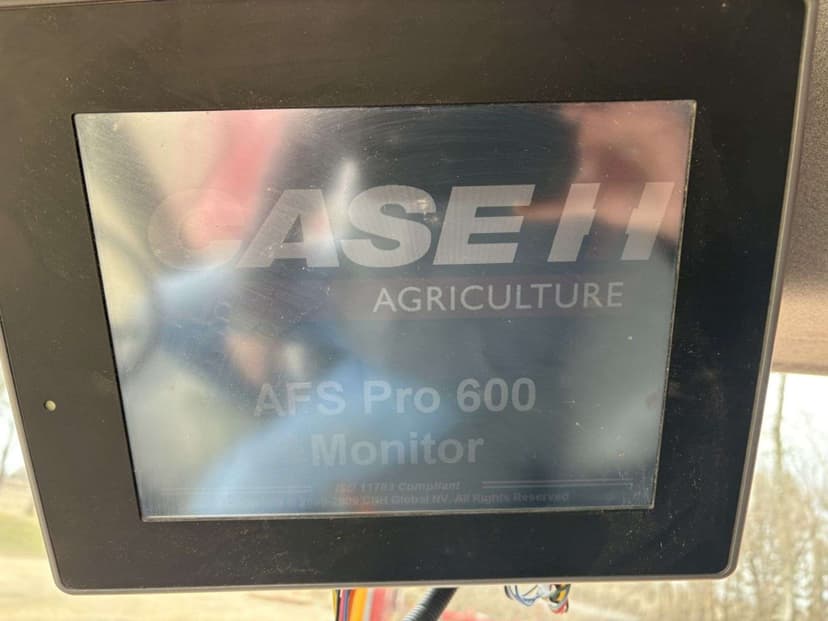 CASE IH
AGRICULTURE
AFS Pro 600
Monitor
ISO 11783 Compliant
CNH Global NV. All Rights Reserved